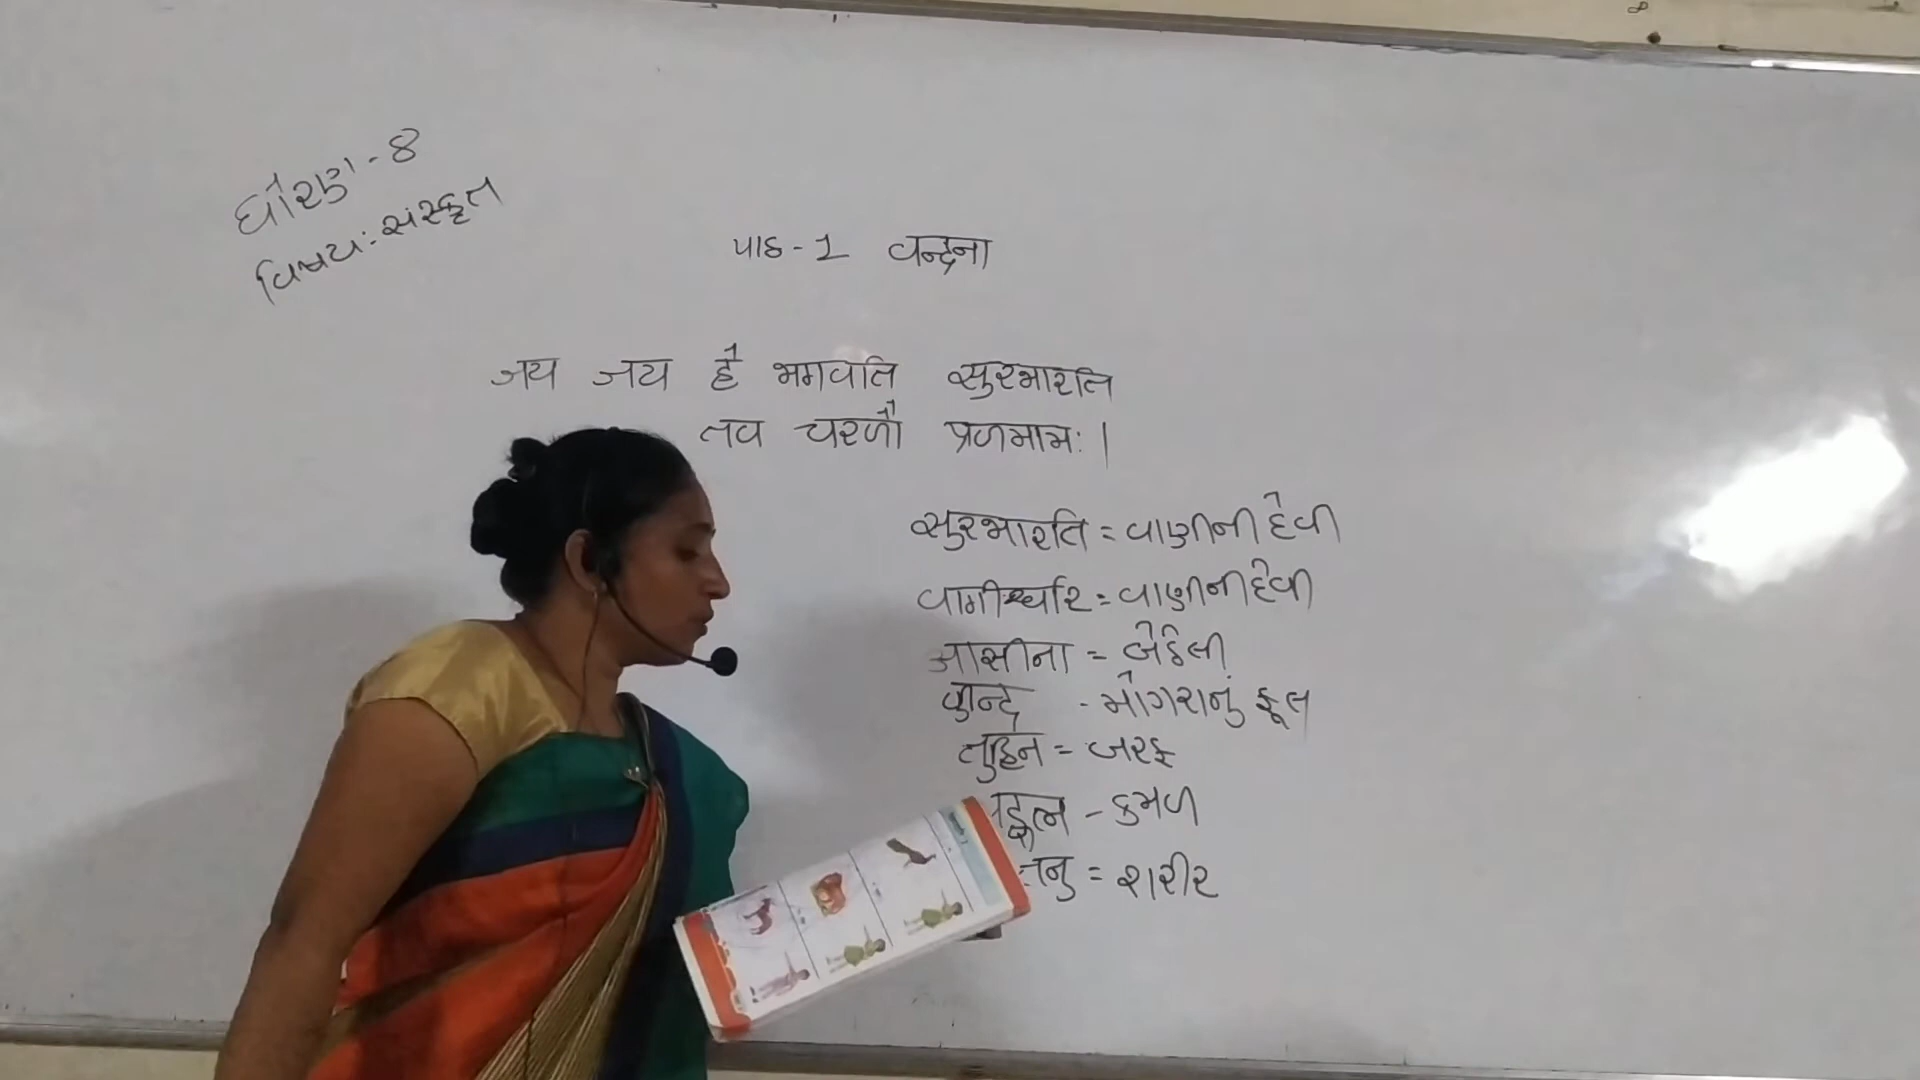 ધોરણ - 8
વિષય: સંસ્કૃત
પાઠ - 1 वन्दना
जय जय हे भगवति सुरभारति
तव चरणौ प्रणमामः ।
सुरभारति = વાણીની દેવી
वागीश्वरि = વાણીની દેવી
आसीना = બેઠેલી
कुन्द - મોગરાનું ફૂલ
तुहिन = બરફ
કમળ
तनु = શરીર